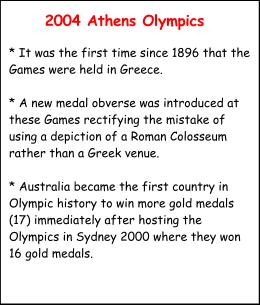 2004 Athens Olympics
* It was the first time since 1896 that the
Games were held in Greece.
* A new medal obverse was introduced at
these Games rectifying the mistake of
using a depiction of a Roman Colosseum
rather than a Greek venue.
* Australia became the first country in
Olympic history to win more gold medals
(17) immediately after hosting the
Olympics in Sydney 2000 where they won
16 gold medals.